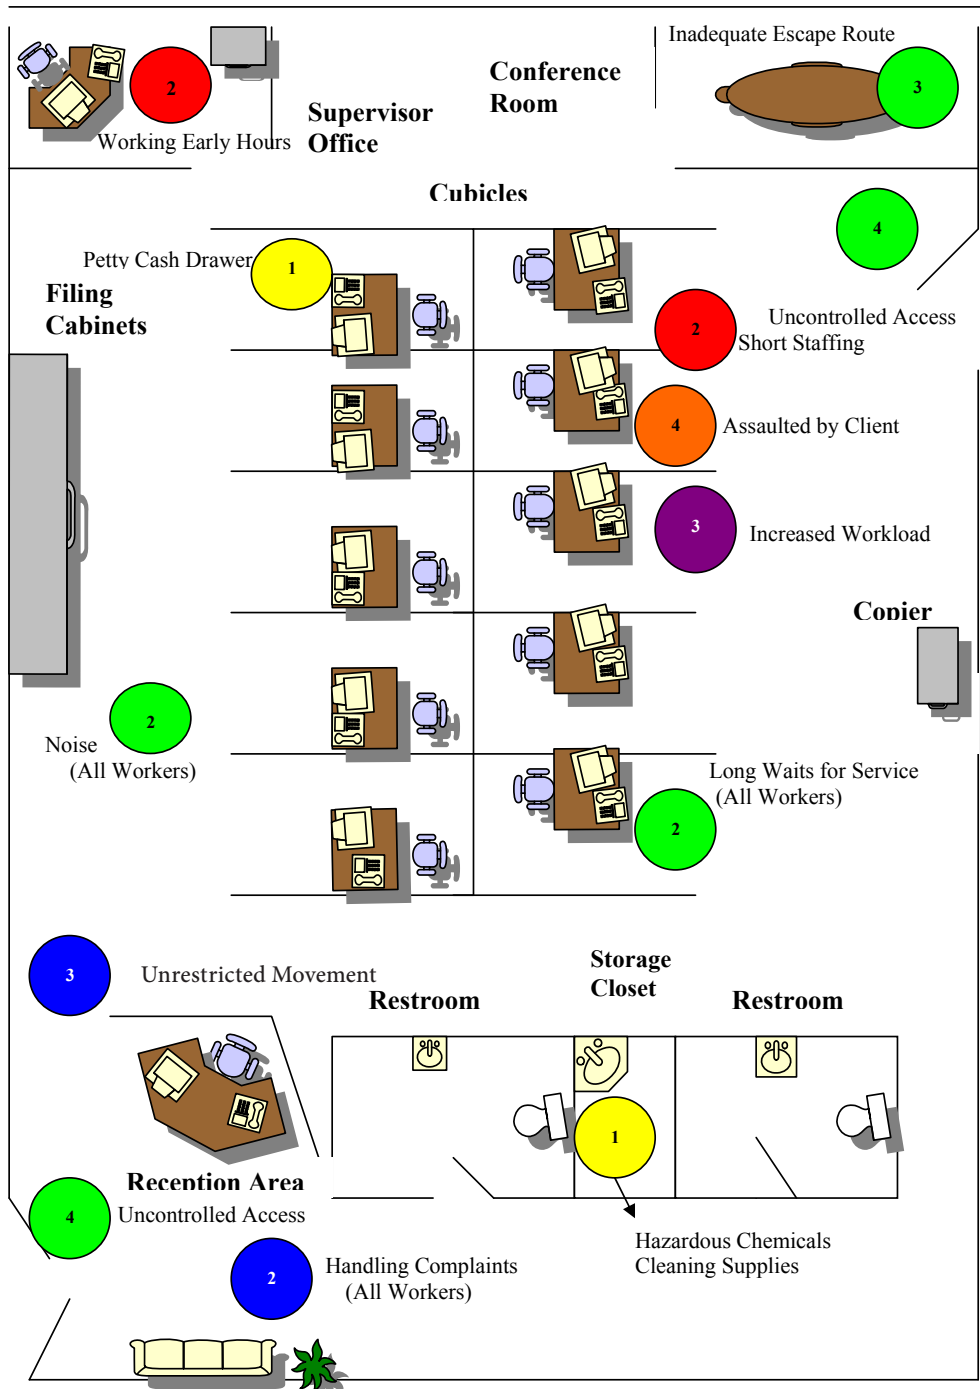 Inadequate Escape Route
3
2
Working Early Hours
Supervisor
Office
Conference
Room
Cubicles
4
Petty Cash Drawer
1
Filing
Cabinets
2
Uncontrolled Access
Short Staffing
4
Assaulted by Client
3
Increased Workload
Copier
2
Noise
(All Workers)
Long Waits for Service
(All Workers)
2
3
Unrestricted Movement
Storage
Closet
Restroom
Restroom
1
Reception Area
4
Uncontrolled Access
Hazardous Chemicals
Cleaning Supplies
2
Handling Complaints
(All Workers)